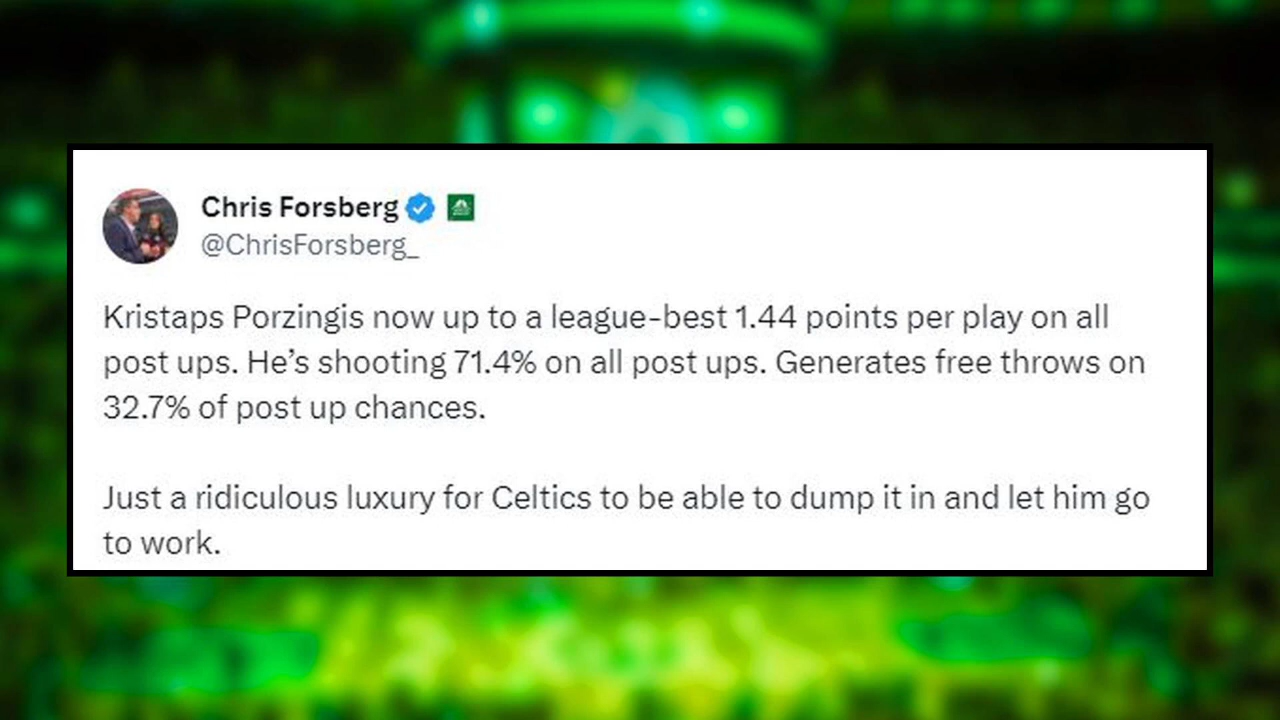 Chris Forsberg
@ChrisForsberg_
Kristaps Porzingis now up to a league-best 1.44 points per play on all
post ups. He’s shooting 71.4% on all post ups. Generates free throws on
32.7% of post up chances.
Just a ridiculous luxury for Celtics to be able to dump it in and let him go
to work.